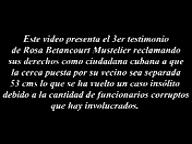 Este video presenta el 3er testimonio
de Rosa Betancourt Mustelier reclamando
sus derechos como ciudadana cubana a que
la cerca puesta por su vecino sea separada
53 cms lo que se ha vuelto un caso insólito
debido a la cantidad de funcionarios corruptos
que hay involucrados.